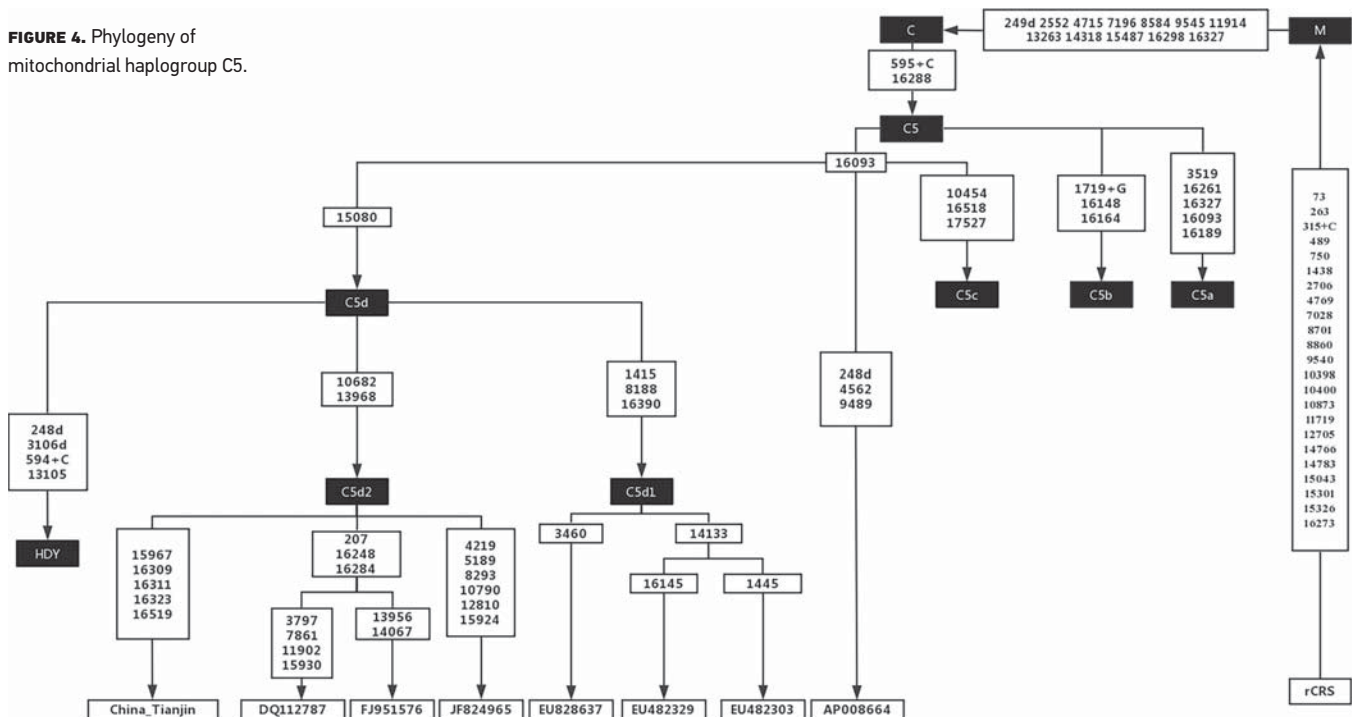 FIGURE 4. Phylogeny of
mitochondrial haplogroup C5.
C
249d 2552 4715 7196 8584 9545 11914
13263 14318 15487 16298 16327
M
595+C
16288
C5
16093
15080
10454
16518
17527
1719+G
16148
16164
3519
16261
16327
16093
16189
73
263
315+C
489
750
1438
2706
4769
7028
8701
8860
9540
10398
10400
10873
11719
12705
14766
14783
15043
15301
15326
16273
C5d
C5c
C5b
C5a
10682
13968
1415
8188
16390
248d
4562
9489
248d
3106d
594+C
13105
C5d2
C5d1
HDY
15967
16309
16311
16323
16519
207
16248
16284
4219
5189
8293
10790
12810
15924
3460
14133
16145
1445
3797
7861
11902
15930
13956
14067
China_Tianjin
DQ112787
FJ951576
JF824965
EU828637
EU482329
EU482303
AP008664
rCRS